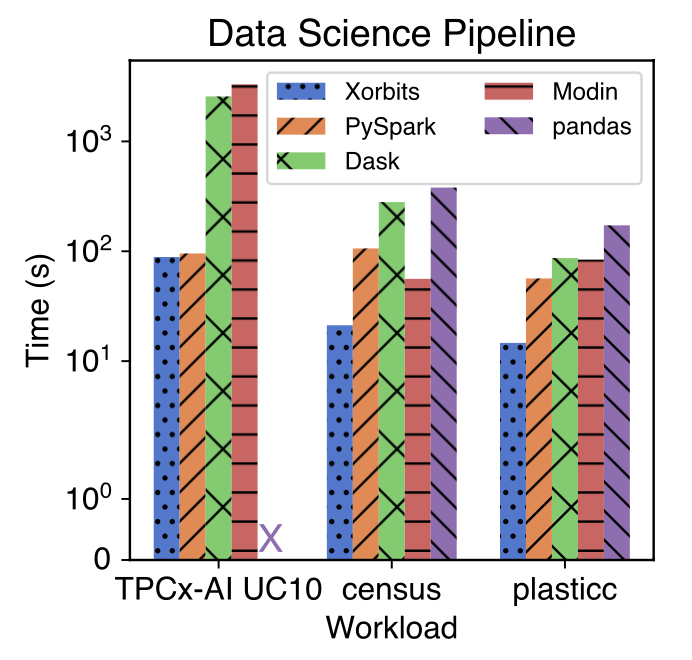 Data Science Pipeline
Xorbits
PySpark
Dask
Modin
pandas
Time (s)
10³
10²
10¹
10⁰
0
X
TPCx-AI UC10 census plasticc
Workload